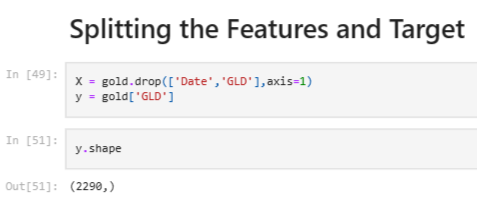 Splitting the Features and Target
In [49]:
X = gold.drop(['Date','GLD'],axis=1)
y = gold['GLD']
In [51]:
y.shape
Out[51]: (2290,)